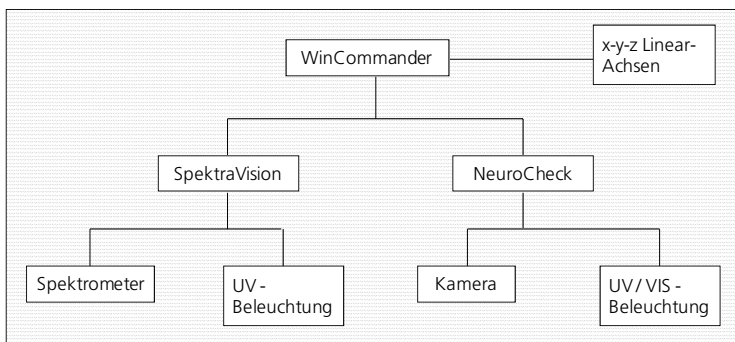 WinCommander
x-y-z Linear-
Achsen
SpektraVision
NeuroCheck
Spektrometer
UV -
Beleuchtung
Kamera
UV / VIS -
Beleuchtung